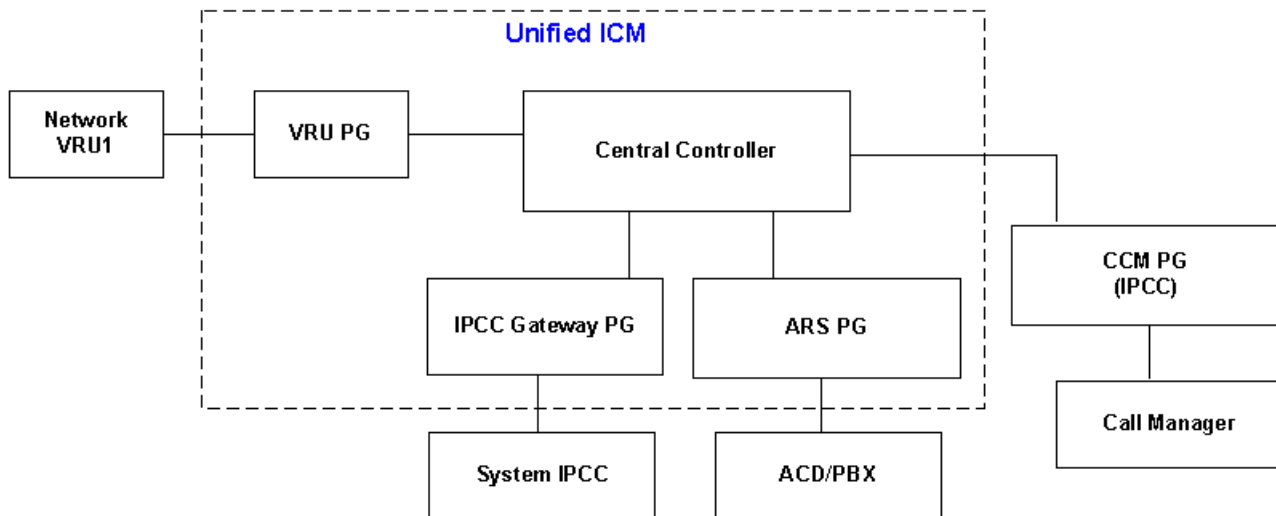 Unified ICM
Network
VRU1
VRU PG
Central Controller
CCM PG
(IPCC)
IPCC Gateway PG
ARS PG
Call Manager
System IPCC
ACD/PBX